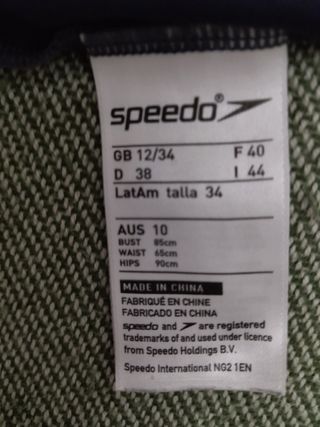 speedo®
GB 12/34 F 40
D 38 I 44
LatAm talla 34
AUS 10
BUST 85cm
WAIST 65cm
HIPS 90cm
MADE IN CHINA
FABRIQUÉ EN CHINE
FABRICADO EN CHINA
speedo and are registered
trademarks of and used under licence
from Speedo Holdings B.V.
Speedo International NG2 1EN